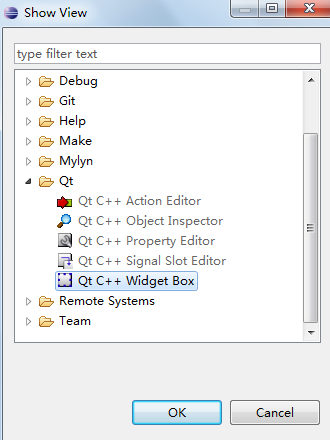 Show View
type filter text
Debug
Git
Help
Make
Mylyn
Qt
Qt C++ Action Editor
Qt C++ Object Inspector
Qt C++ Property Editor
Qt C++ Signal Slot Editor
Qt C++ Widget Box
Remote Systems
Team
OK
Cancel